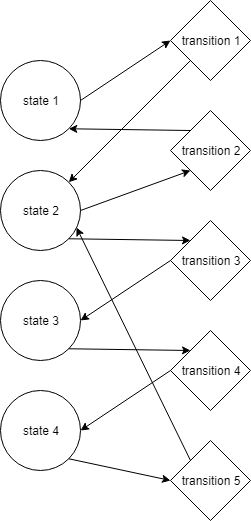 transition 1
state 1
transition 2
state 2
transition 3
state 3
transition 4
state 4
transition 5